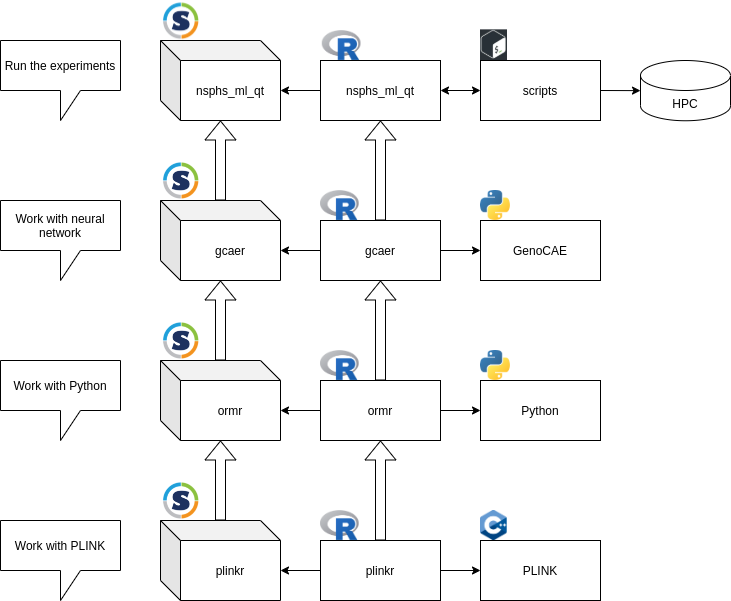 Run the experiments
nsphs_ml_qt
nsphs_ml_qt
scripts
HPC
Work with neural
network
gcaer
gcaer
GenoCAE
Work with Python
ormr
ormr
Python
Work with PLINK
plinkr
plinkr
PLINK